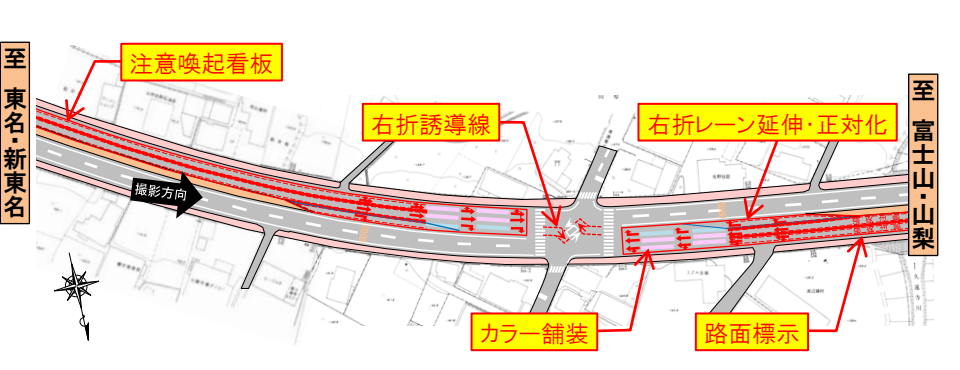 注意喚起看板
至 東名・新東名
右折誘導線
右折レーン延伸・正対化
至 富士山・山梨
撮影方向
カラー舗装
路面標示